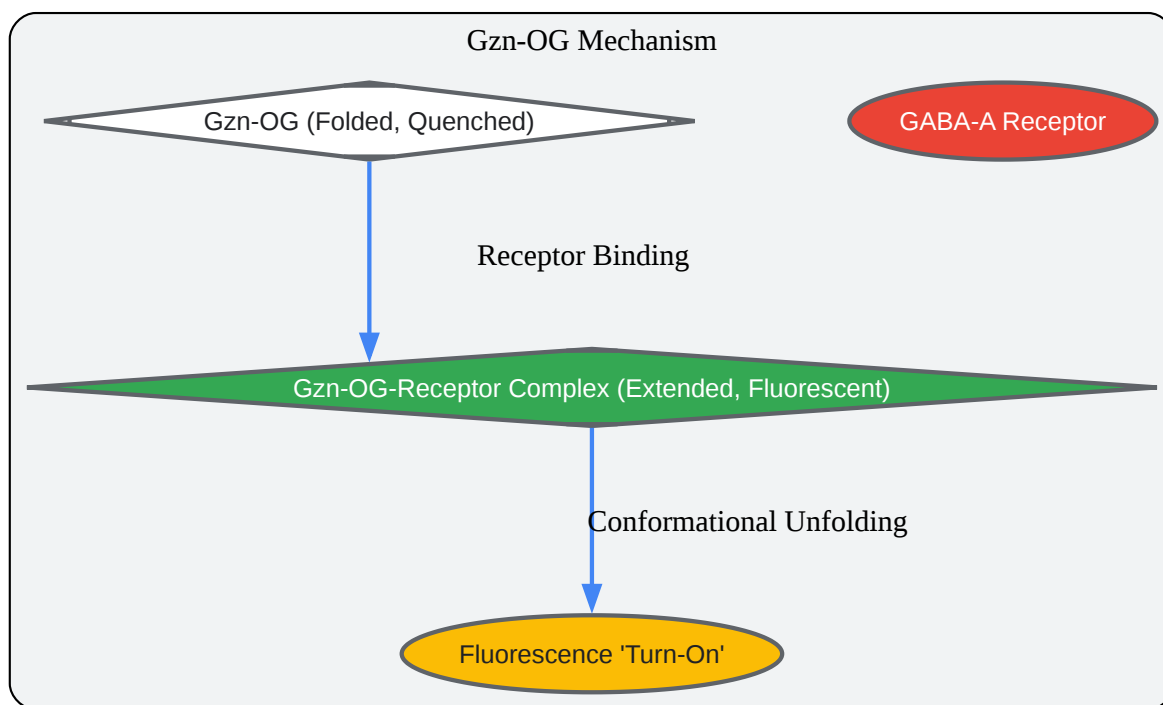 Gzn-OG Mechanism
Gzn-OG (Folded, Quenched)
GABA-A Receptor
Receptor Binding
Gzn-OG-Receptor Complex (Extended, Fluorescent)
Conformational Unfolding
Fluorescence 'Turn-On'